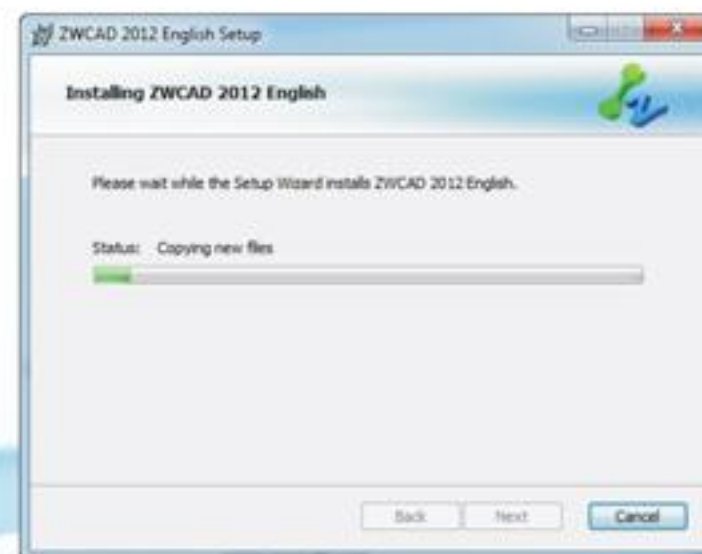 ZWCAD 2012 English Setup
Installing ZWCAD 2012 English
Please wait while the Setup Wizard installs ZWCAD 2012 English.
Status: Copying new files
Back Next Cancel